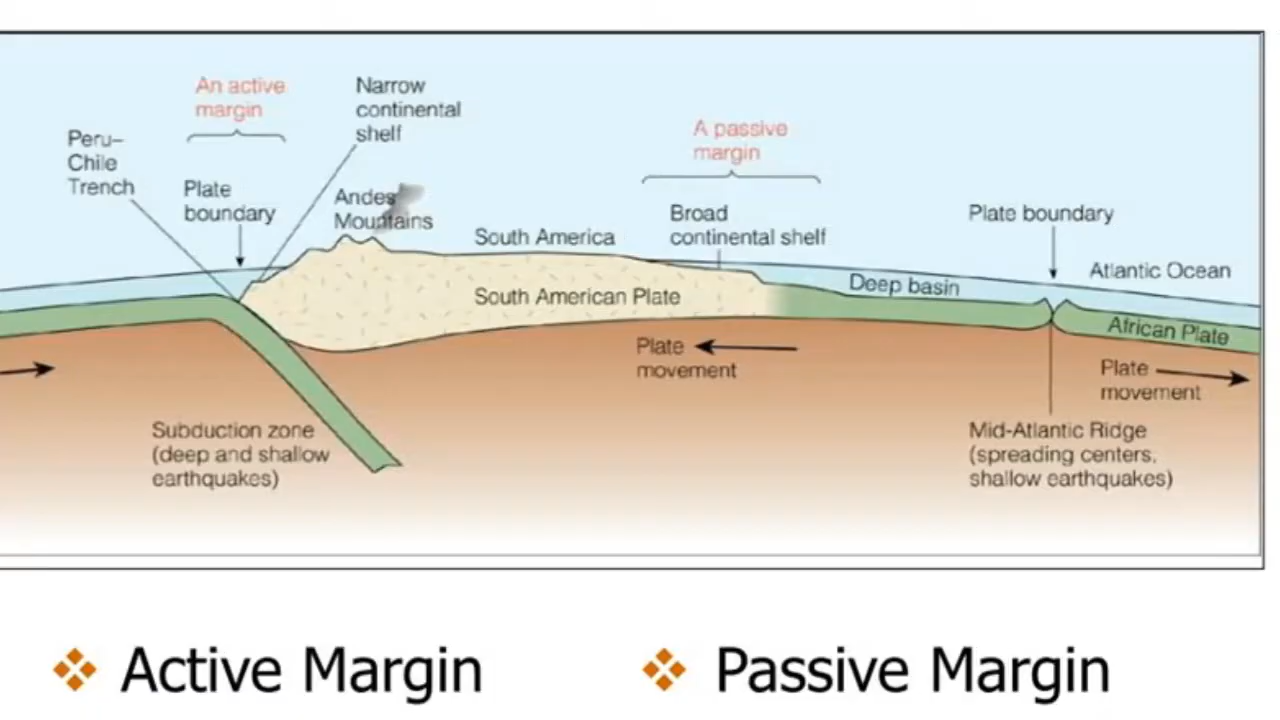 An active
margin
Narrow
continental
shelf
Peru–
Chile
Trench
Plate
boundary
Andes
Mountains
South America
A passive
margin
Broad
continental shelf
Plate boundary
Atlantic Ocean
South American Plate
Deep basin
African Plate
Plate
movement
Plate
movement
Subduction zone
(deep and shallow
earthquakes)
Mid-Atlantic Ridge
(spreading centers,
shallow earthquakes)
❖ Active Margin
❖ Passive Margin